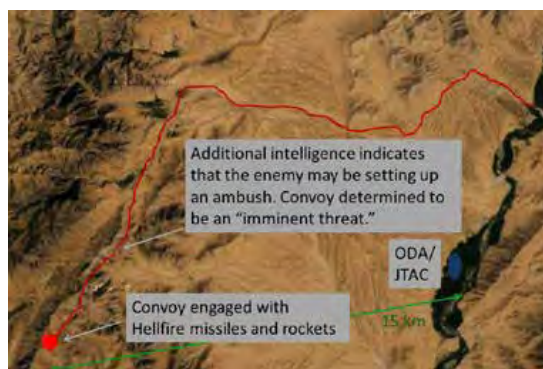 Additional intelligence indicates
that the enemy may be setting up
an ambush. Convoy determined to
be an “imminent threat.”
ODA/
JTAC
Convoy engaged with
Hellfire missiles and rockets
15 km